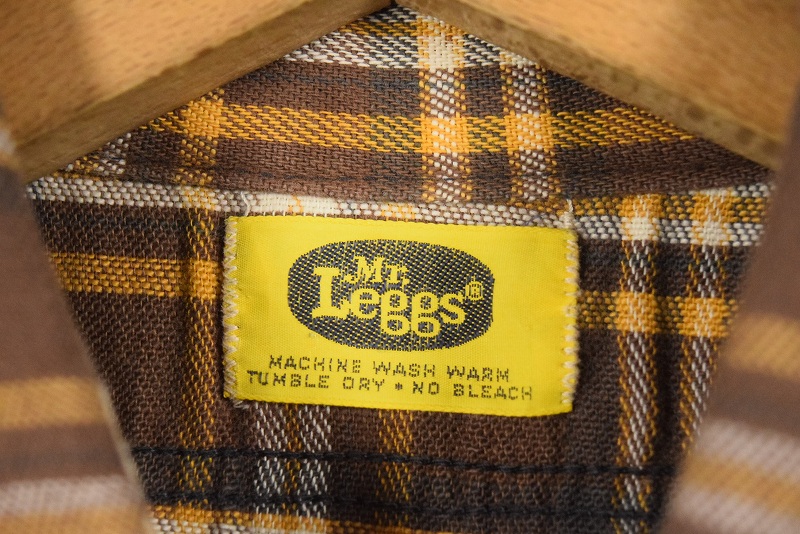 Mr.
Leggs®
MACHINE WASH WARM
TUMBLE DRY * NO BLEACH